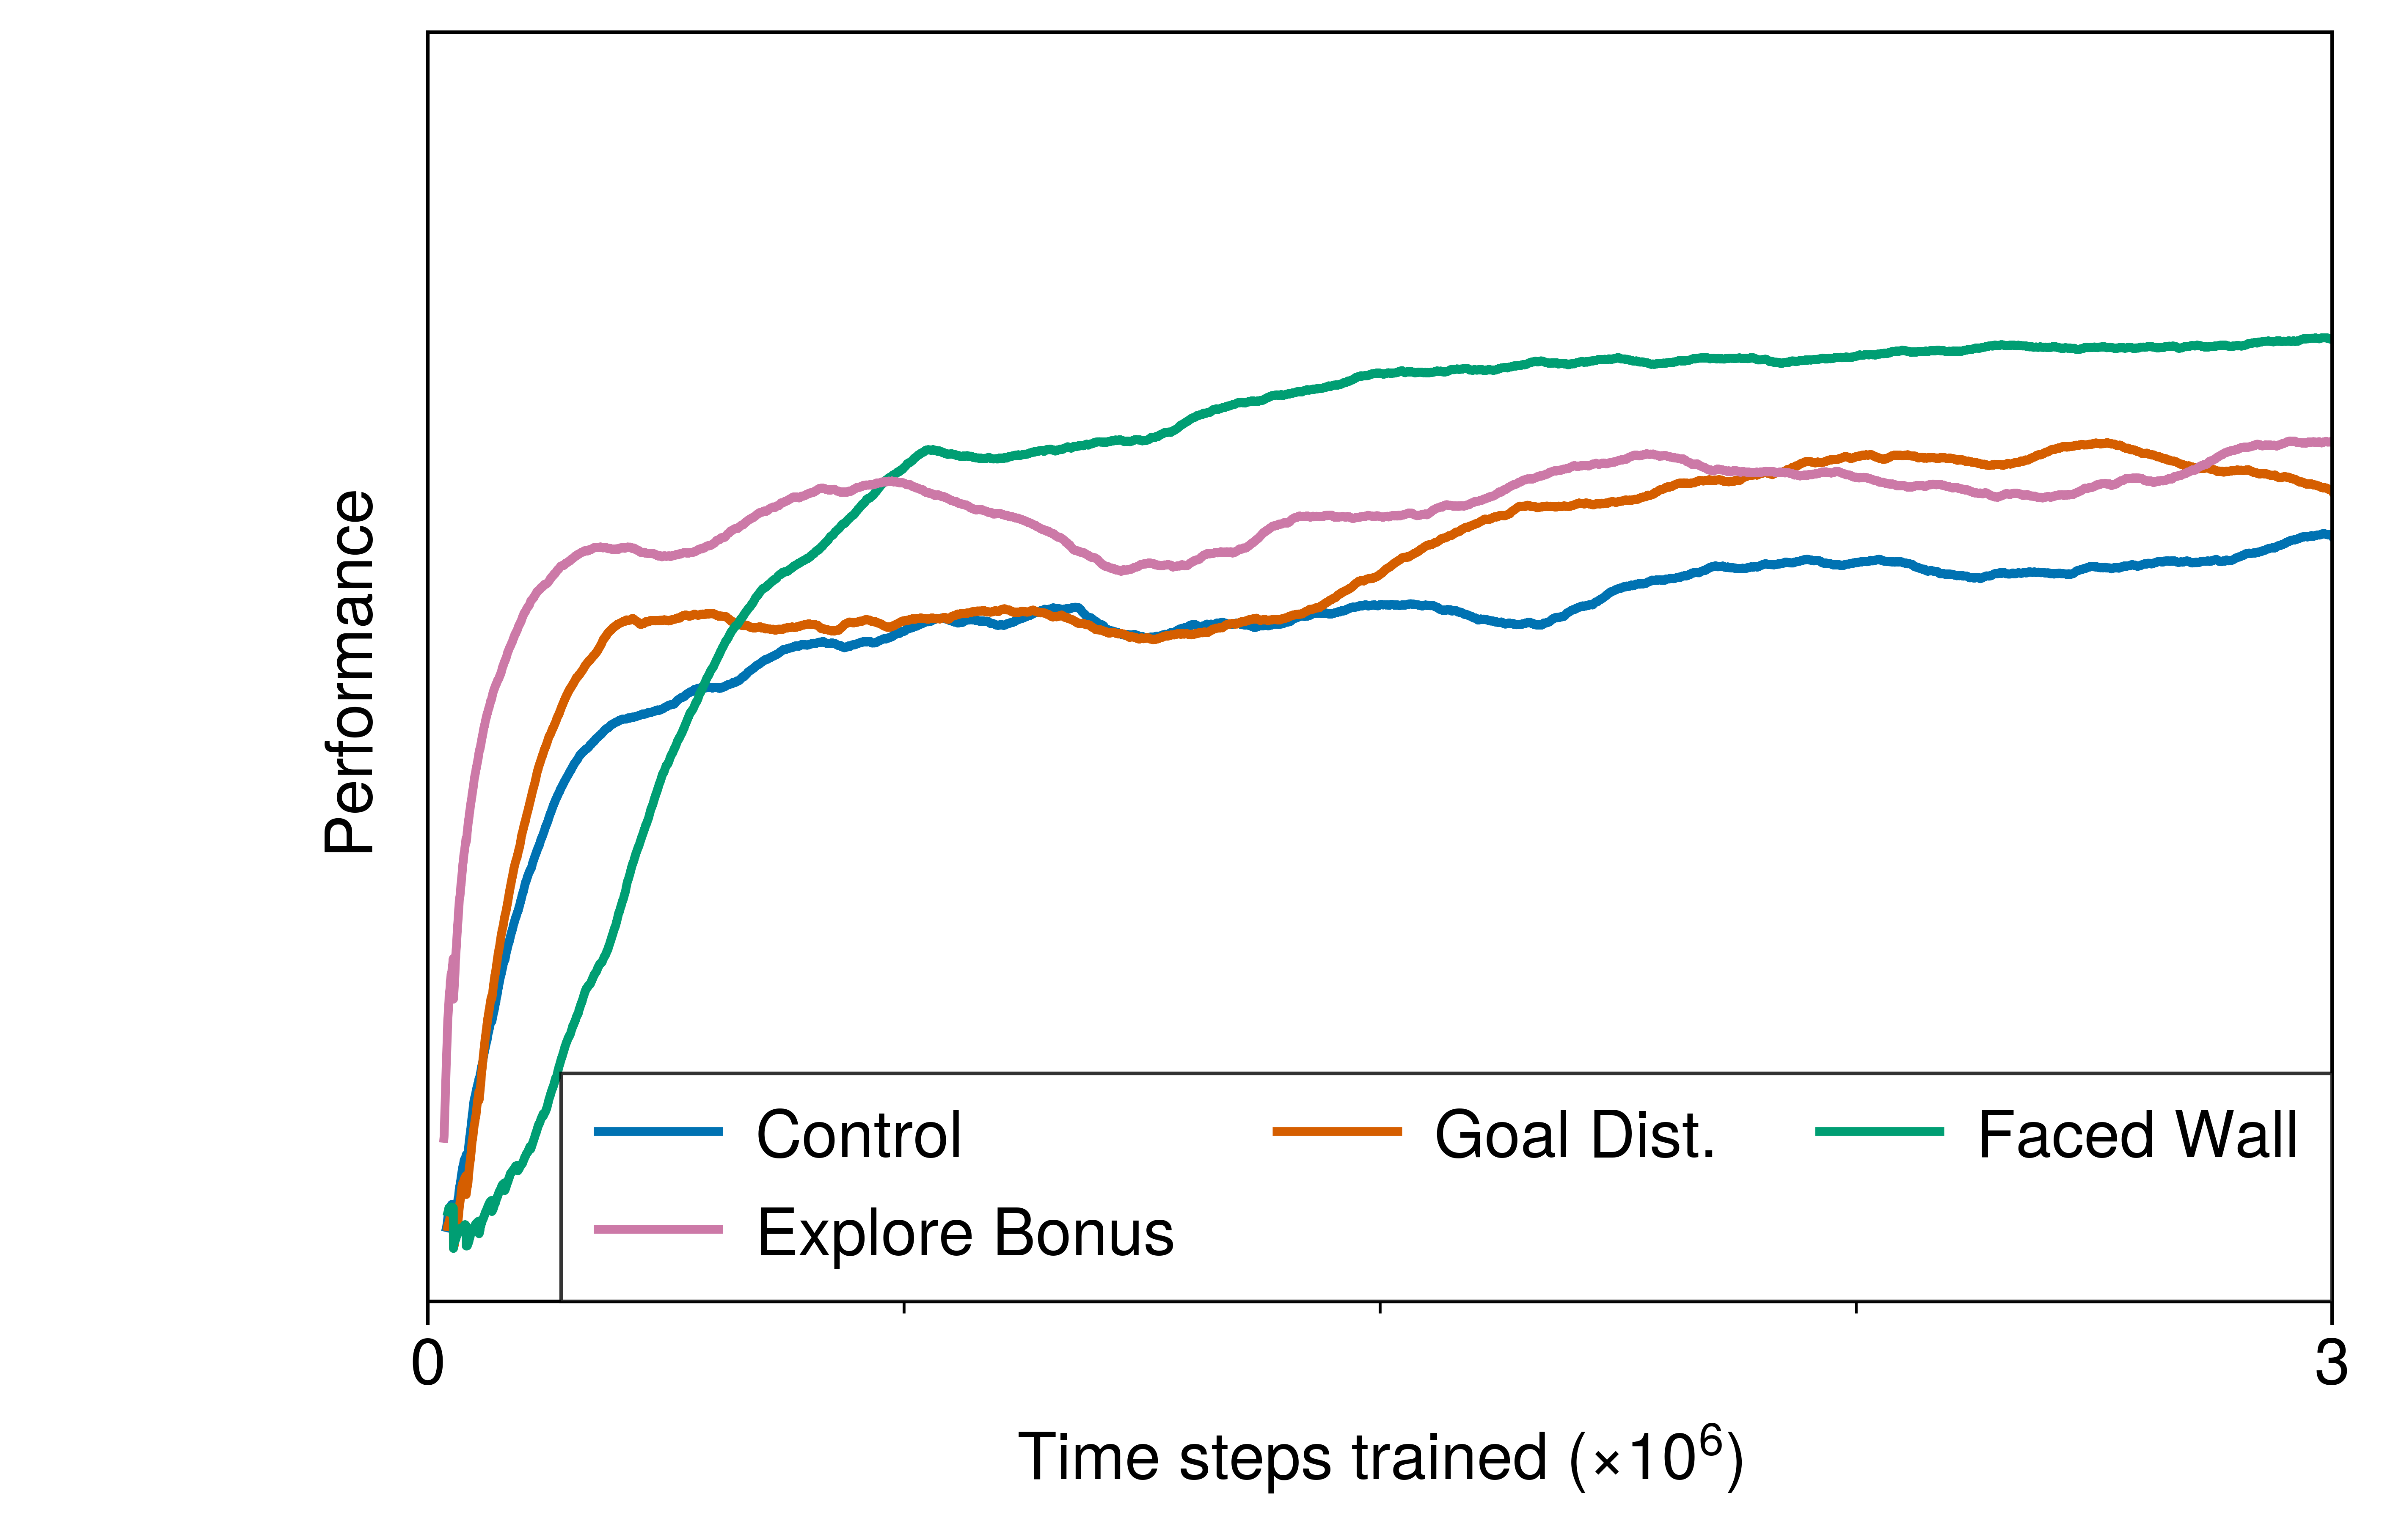 Performance
Control
Goal Dist.
Faced Wall
Explore Bonus
0
3
Time steps trained (×10⁶)